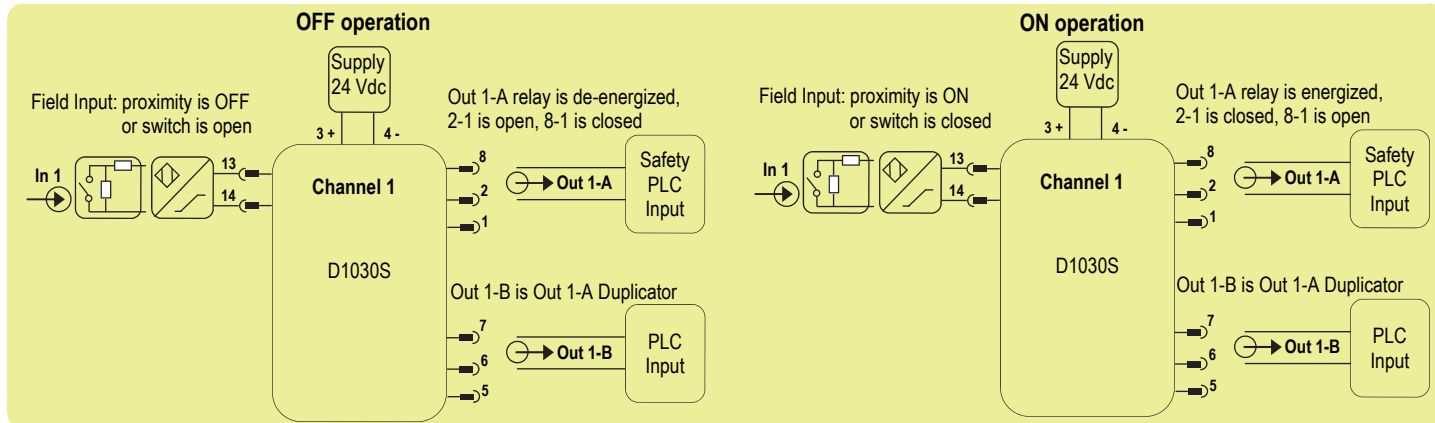 OFF operation
Supply
24 Vdc
Field Input: proximity is OFF
or switch is open
Out 1-A relay is de-energized,
2-1 is open, 8-1 is closed
3 +
4 -
In 1
13
14
Channel 1
D1030S
8
2
1
Out 1-A
Safety
PLC
Input
Out 1-B is Out 1-A Duplicator
7
6
5
Out 1-B
PLC
Input
ON operation
Supply
24 Vdc
Field Input: proximity is ON
or switch is closed
Out 1-A relay is energized,
2-1 is closed, 8-1 is open
3 +
4 -
In 1
13
14
Channel 1
D1030S
8
2
1
Out 1-A
Safety
PLC
Input
Out 1-B is Out 1-A Duplicator
7
6
5
Out 1-B
PLC
Input